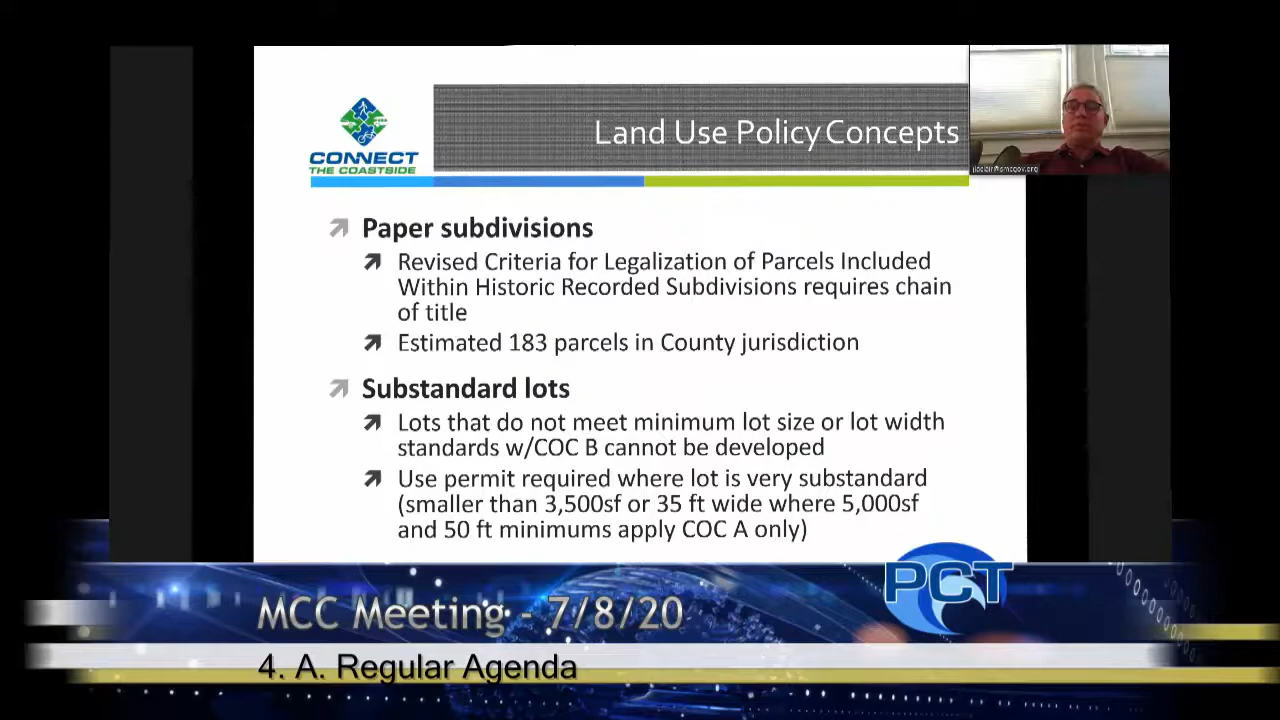 CONNECT
THE COASTSIDE
Land Use Policy Concepts
Paper subdivisions
Revised Criteria for Legalization of Parcels Included
Within Historic Recorded Subdivisions requires chain
of title
Estimated 183 parcels in County jurisdiction
Substandard lots
Lots that do not meet minimum lot size or lot width
standards w/COC B cannot be developed
Use permit required where lot is very substandard
(smaller than 3,500sf or 35 ft wide where 5,000sf
and 50 ft minimums apply COC A only)
PCT
MCC Meeting - 7/8/20
4. A. Regular Agenda